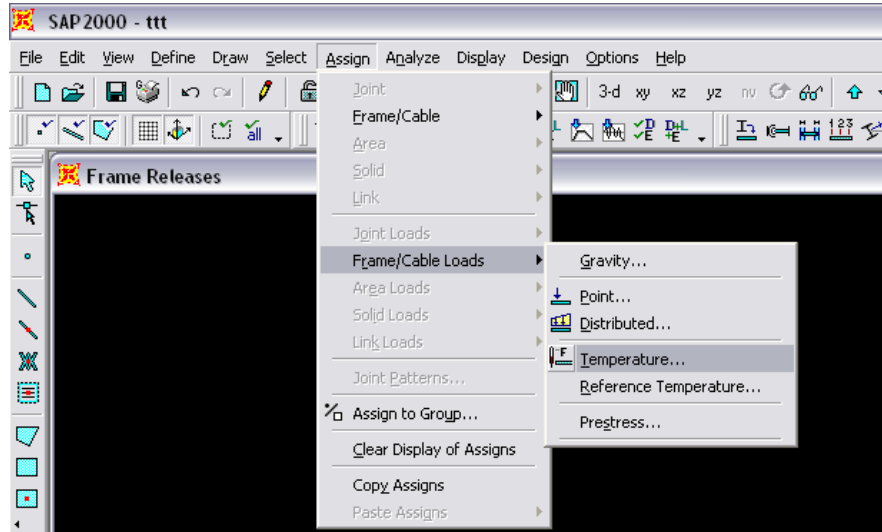 SAP2000 - ttt
File Edit View Define Draw Select Assign Analyze Display Design Options Help
3-d xy xz yz nv
all
Frame Releases
Joint
Frame/Cable
Area
Solid
Link
Joint Loads
Frame/Cable Loads
Area Loads
Solid Loads
Link Loads
Joint Patterns...
Assign to Group...
Clear Display of Assigns
Copy Assigns
Paste Assigns
Gravity...
Point...
Distributed...
Temperature...
Reference Temperature...
Prestress...